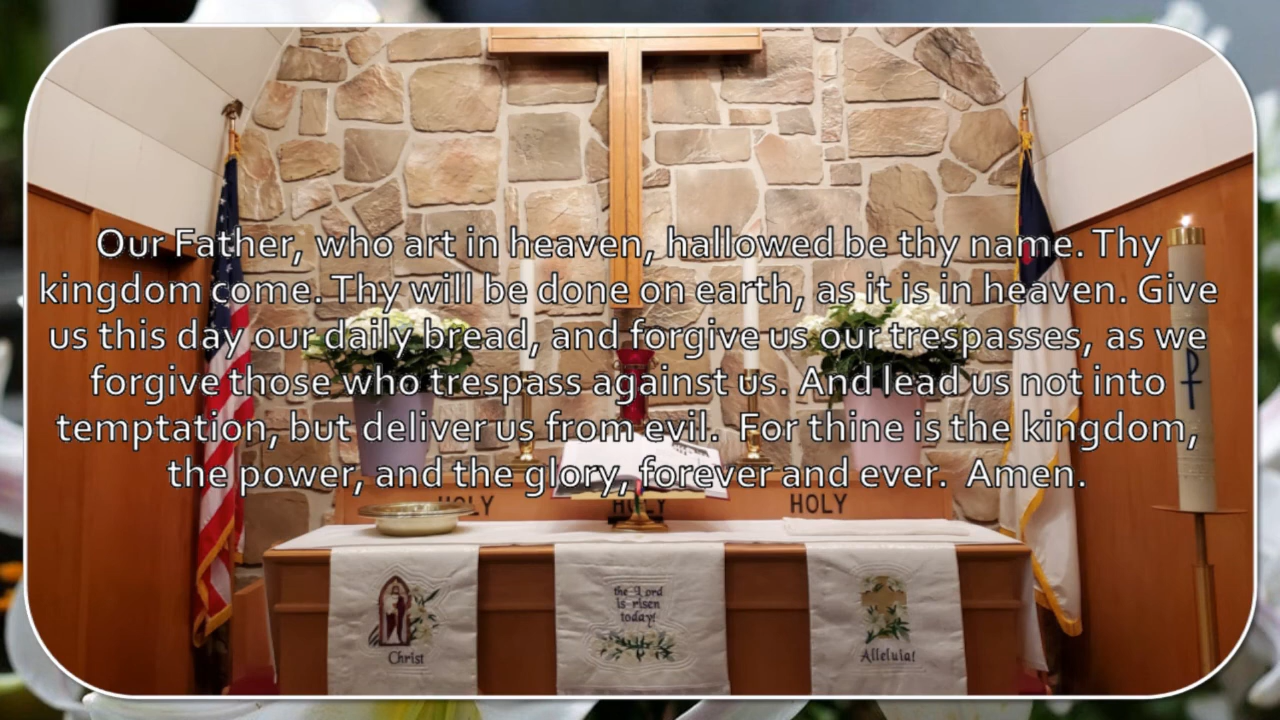 Our Father, who art in heaven, hallowed be thy name. Thy
kingdom come. Thy will be done on earth, as it is in heaven. Give
us this day our daily bread, and forgive us our trespasses, as we
forgive those who trespass against us. And lead us not into
temptation, but deliver us from evil.  For thine is the kingdom,
the power, and the glory, forever and ever.  Amen.
HOLY HOLY HOLY
Christ
the Lord
is risen
today!
Alleluia!